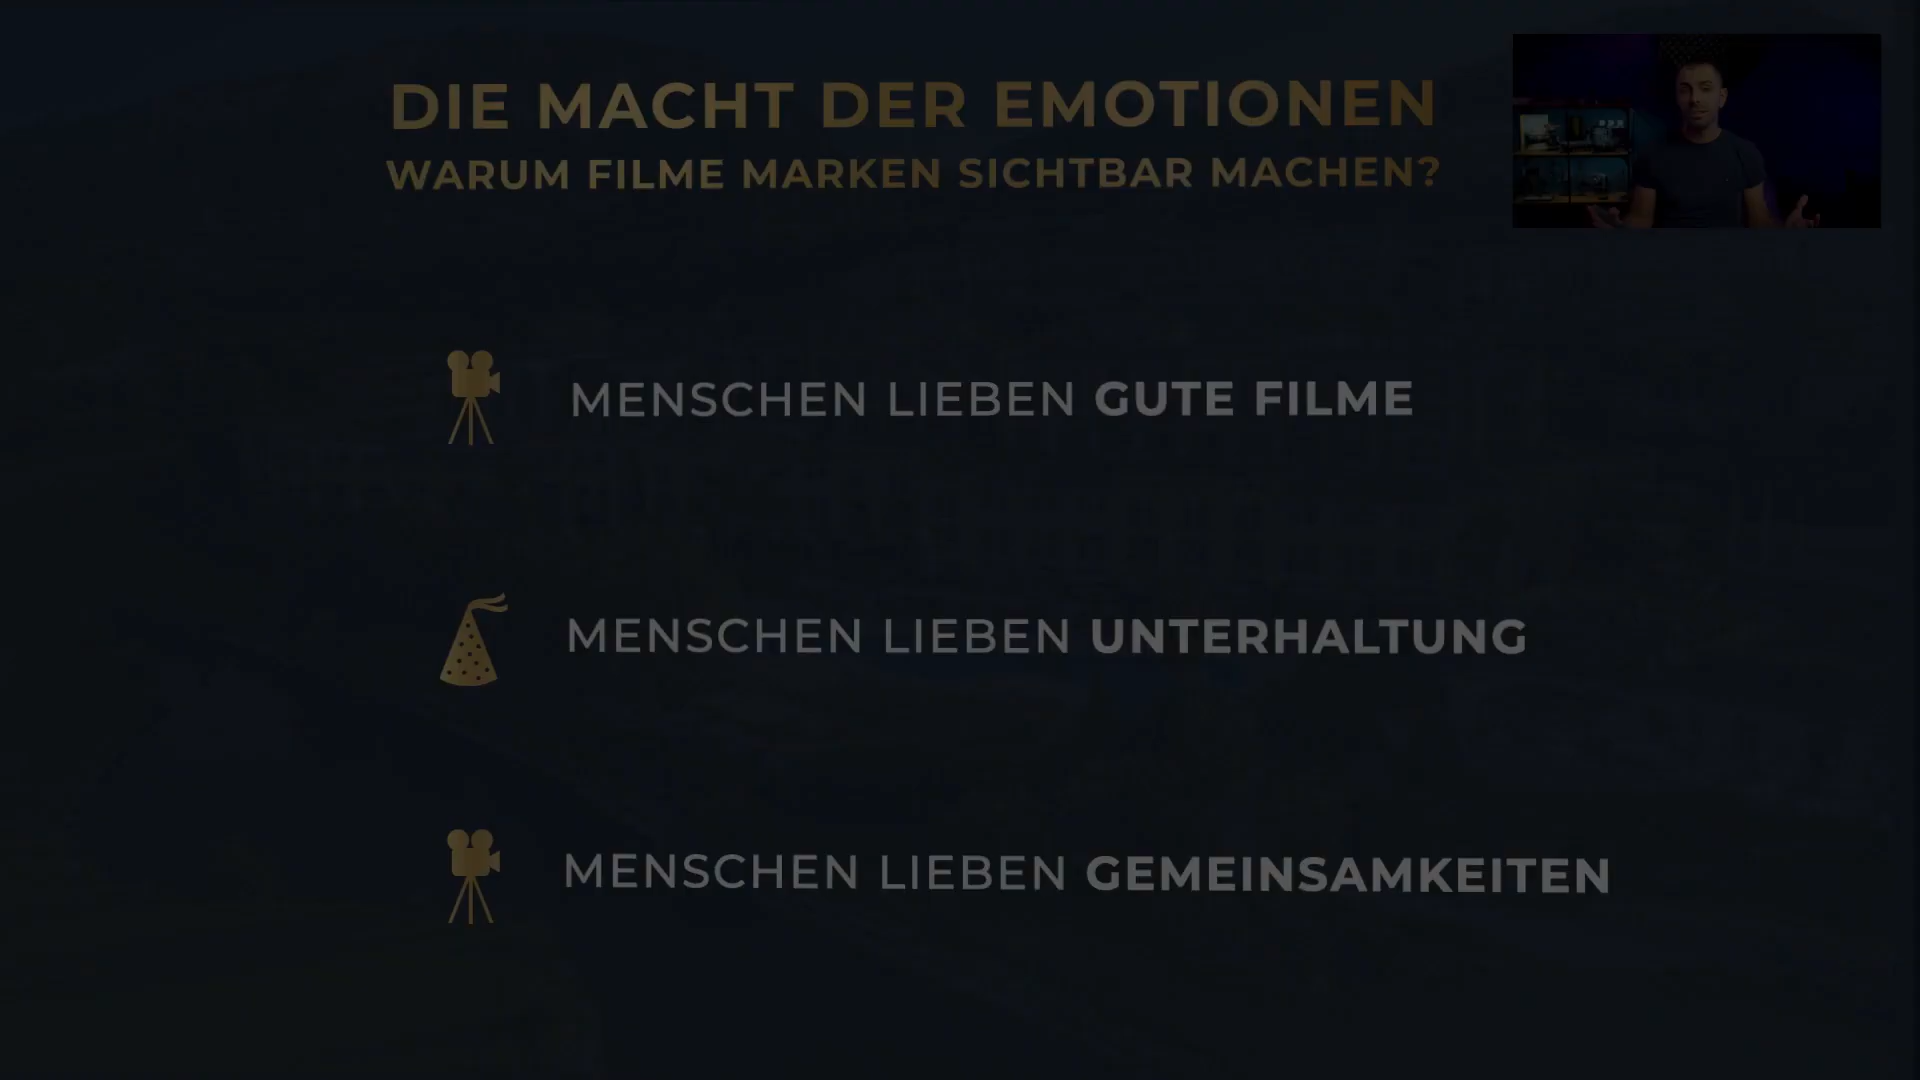 DIE MACHT DER EMOTIONEN
WARUM FILME MARKEN SICHTBAR MACHEN?
MENSCHEN LIEBEN GUTE FILME
MENSCHEN LIEBEN UNTERHALTUNG
MENSCHEN LIEBEN GEMEINSAMKEITEN